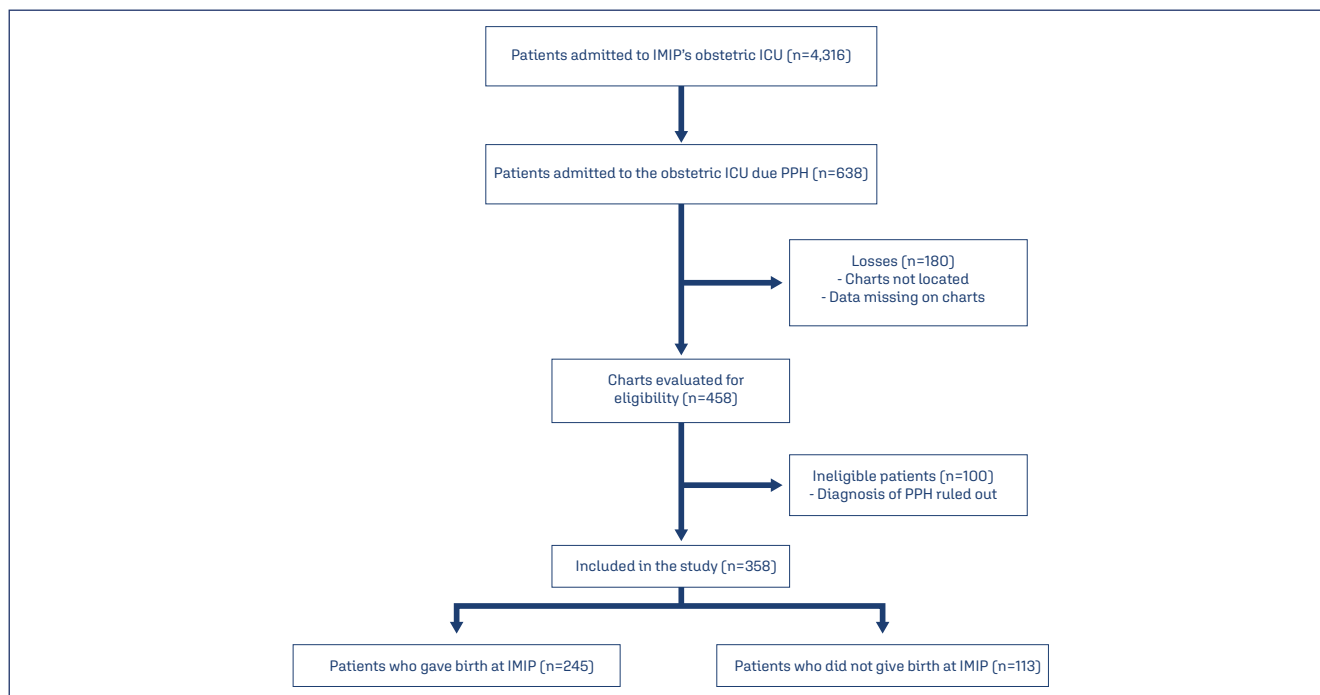 Patients admitted to IMIP's obstetric ICU (n=4,316)
Patients admitted to the obstetric ICU due PPH (n=638)
Losses (n=180)
- Charts not located
- Data missing on charts
Charts evaluated for
eligibility (n=458)
Ineligible patients (n=100)
- Diagnosis of PPH ruled out
Included in the study (n=358)
Patients who gave birth at IMIP (n=245)
Patients who did not give birth at IMIP (n=113)